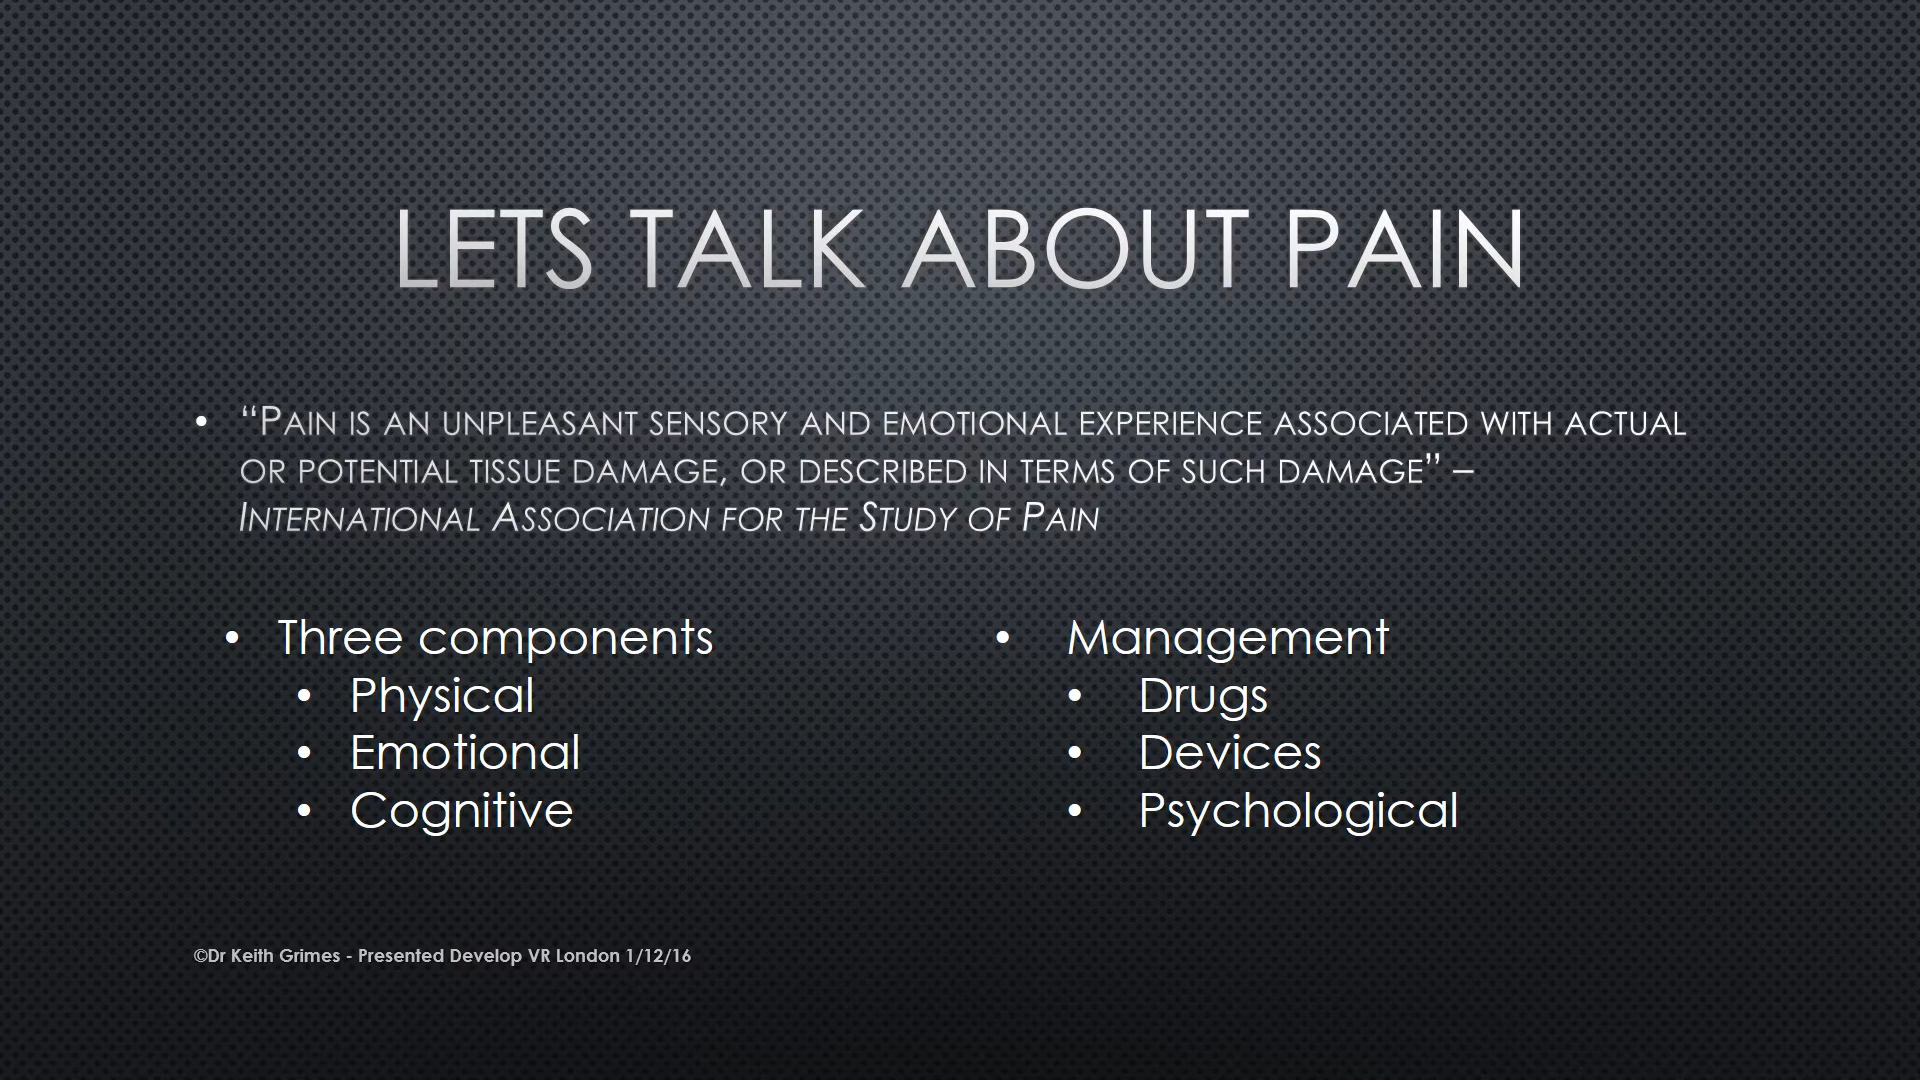 LETS TALK ABOUT PAIN
• “PAIN IS AN UNPLEASANT SENSORY AND EMOTIONAL EXPERIENCE ASSOCIATED WITH ACTUAL
OR POTENTIAL TISSUE DAMAGE, OR DESCRIBED IN TERMS OF SUCH DAMAGE” –
INTERNATIONAL ASSOCIATION FOR THE STUDY OF PAIN
• Three components
• Physical
• Emotional
• Cognitive
• Management
• Drugs
• Devices
• Psychological
©Dr Keith Grimes - Presented Develop VR London 1/12/16